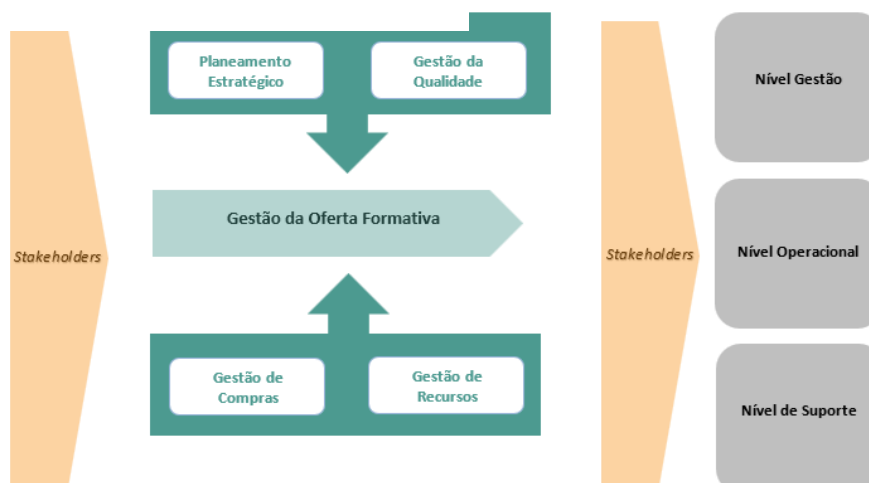 Planeamento
Estratégico
Gestão da
Qualidade
Nível Gestão
Gestão da Oferta Formativa
Stakeholders
Stakeholders
Nível Operacional
Gestão de
Compras
Gestão de
Recursos
Nível de Suporte